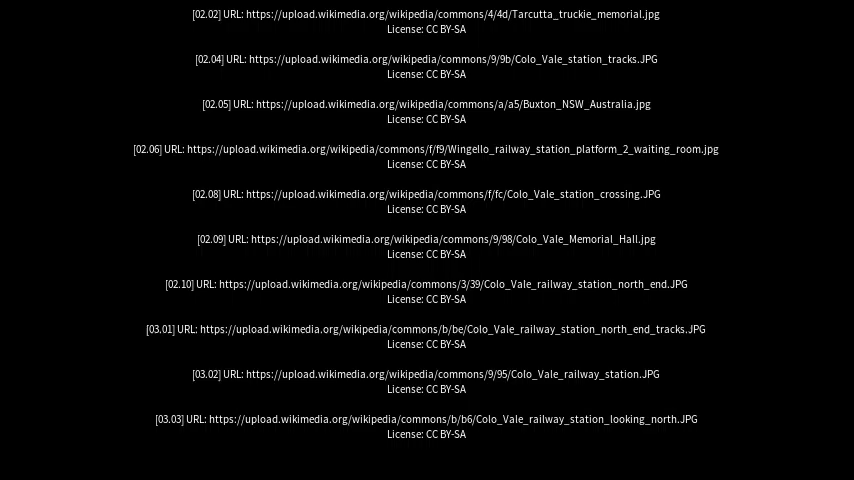 [02.02] URL: https://upload.wikimedia.org/wikipedia/commons/4/4d/Tarcutta_truckie_memorial.jpg
License: CC BY-SA
[02.04] URL: https://upload.wikimedia.org/wikipedia/commons/9/9b/Colo_Vale_station_tracks.JPG
License: CC BY-SA
[02.05] URL: https://upload.wikimedia.org/wikipedia/commons/a/a5/Buxton_NSW_Australia.jpg
License: CC BY-SA
[02.06] URL: https://upload.wikimedia.org/wikipedia/commons/f/f9/Wingello_railway_station_platform_2_waiting_room.jpg
License: CC BY-SA
[02.08] URL: https://upload.wikimedia.org/wikipedia/commons/f/fc/Colo_Vale_station_crossing.JPG
License: CC BY-SA
[02.09] URL: https://upload.wikimedia.org/wikipedia/commons/9/98/Colo_Vale_Memorial_Hall.jpg
License: CC BY-SA
[02.10] URL: https://upload.wikimedia.org/wikipedia/commons/3/39/Colo_Vale_railway_station_north_end.JPG
License: CC BY-SA
[03.01] URL: https://upload.wikimedia.org/wikipedia/commons/b/be/Colo_Vale_railway_station_north_end_tracks.JPG
License: CC BY-SA
[03.02] URL: https://upload.wikimedia.org/wikipedia/commons/9/95/Colo_Vale_railway_station.JPG
License: CC BY-SA
[03.03] URL: https://upload.wikimedia.org/wikipedia/commons/b/b6/Colo_Vale_railway_station_looking_north.JPG
License: CC BY-SA